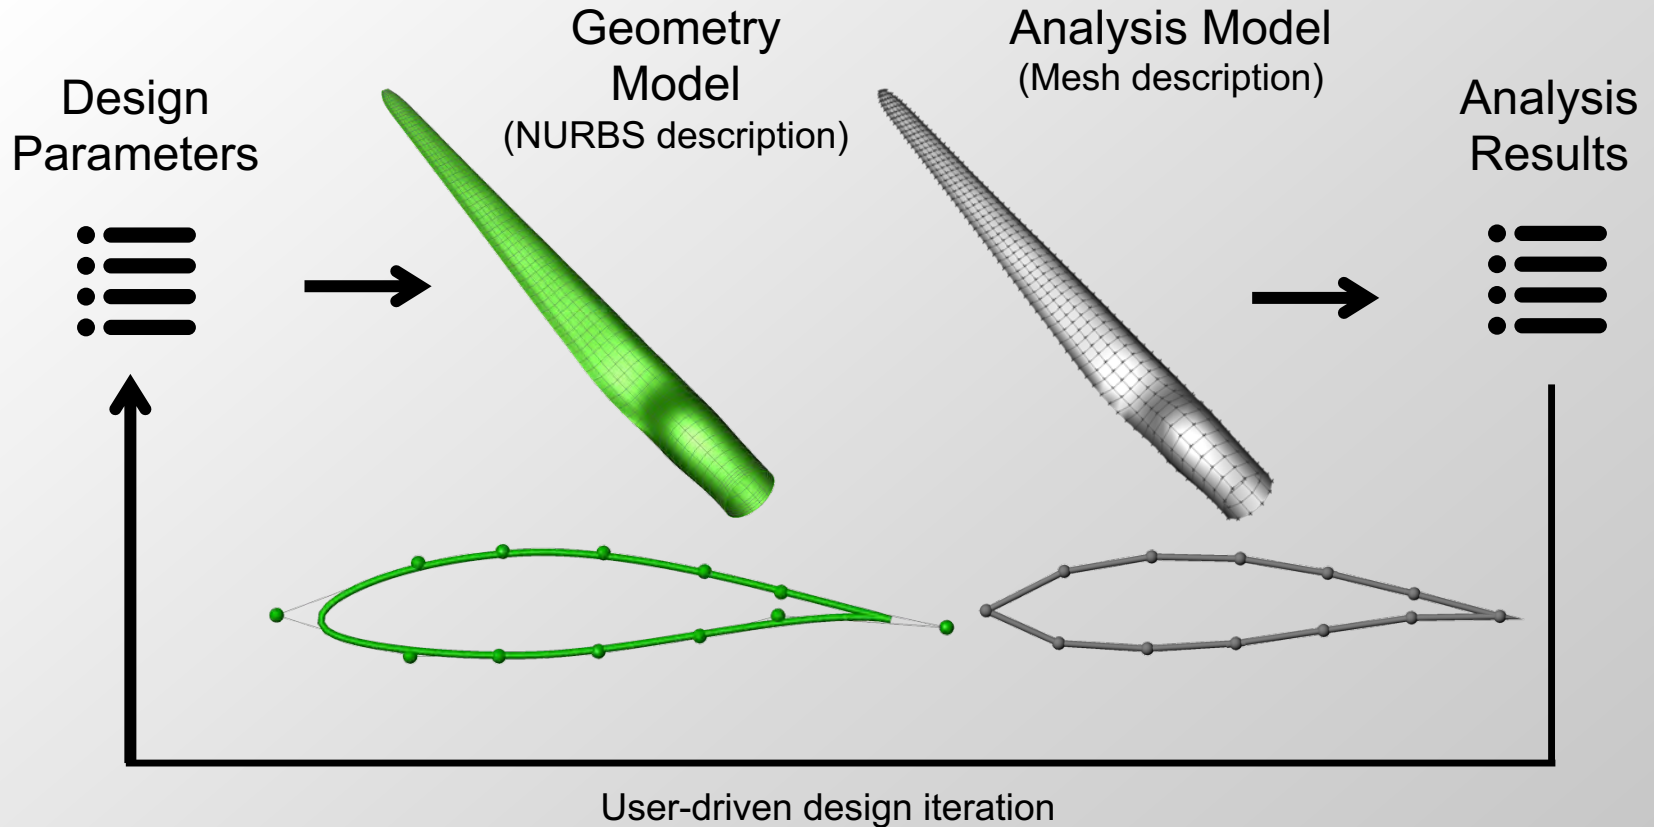 Design
Parameters
Geometry
Model
(NURBS description)
Analysis Model
(Mesh description)
Analysis
Results
User-driven design iteration